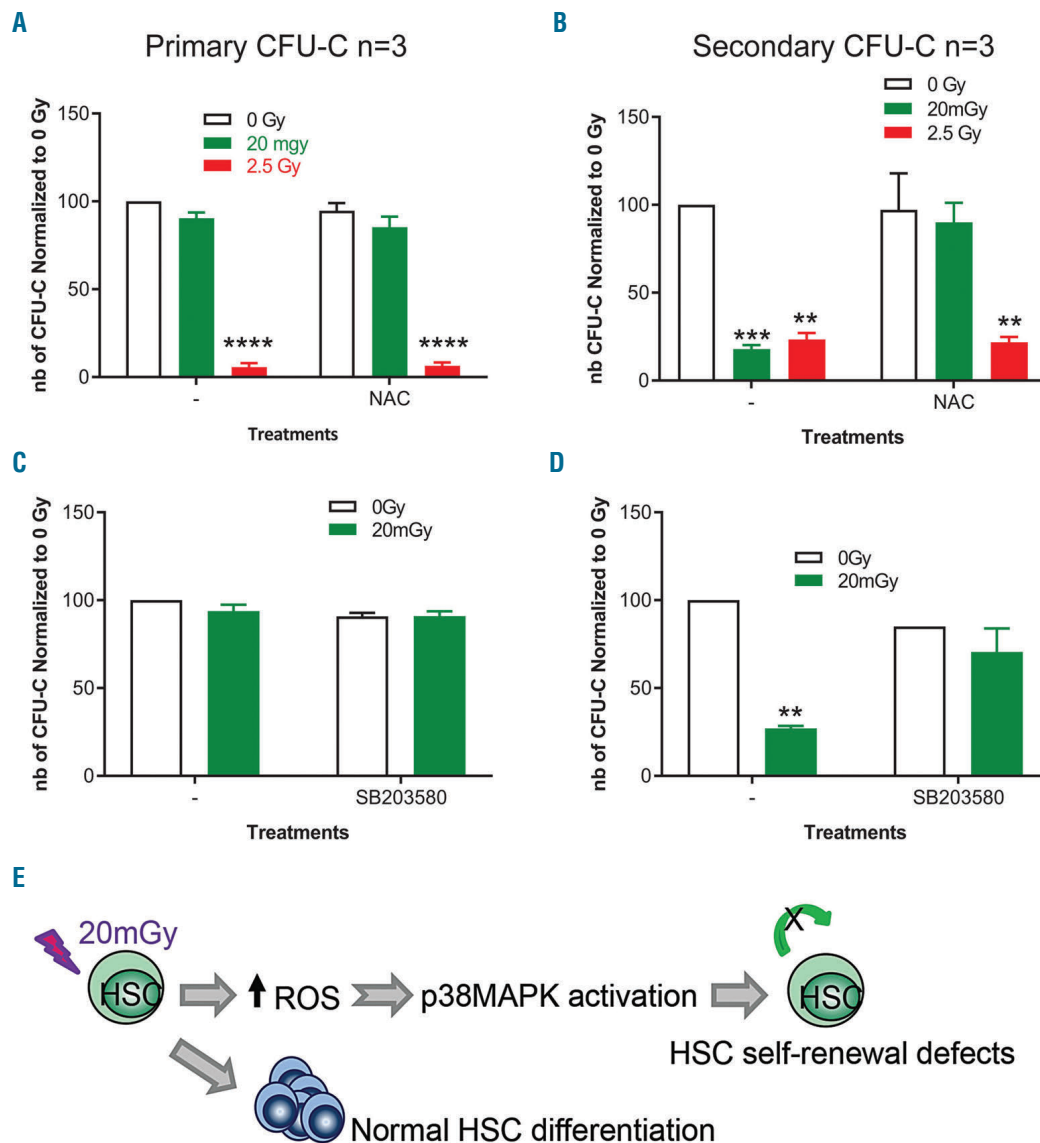 A
Primary CFU-C n=3
nb of CFU-C Normalized to 0 Gy
150
100
50
0
0 Gy
20 mgy
2.5 Gy
****
****
-
NAC
Treatments
B
Secondary CFU-C n=3
nb CFU-C Normalized to 0 Gy
150
100
50
0
0 Gy
20mGy
2.5 Gy
***
**
**
-
NAC
Treatments
C
nb of CFU-C Normalized to 0 Gy
150
100
50
0
0Gy
20mGy
-
SB203580
Treatments
D
nb of CFU-C Normalized to 0 Gy
150
100
50
0
0Gy
20mGy
**
-
SB203580
Treatments
E
20mGy
HSC
ROS
p38MAPK activation
X
HSC
HSC self-renewal defects
Normal HSC differentiation